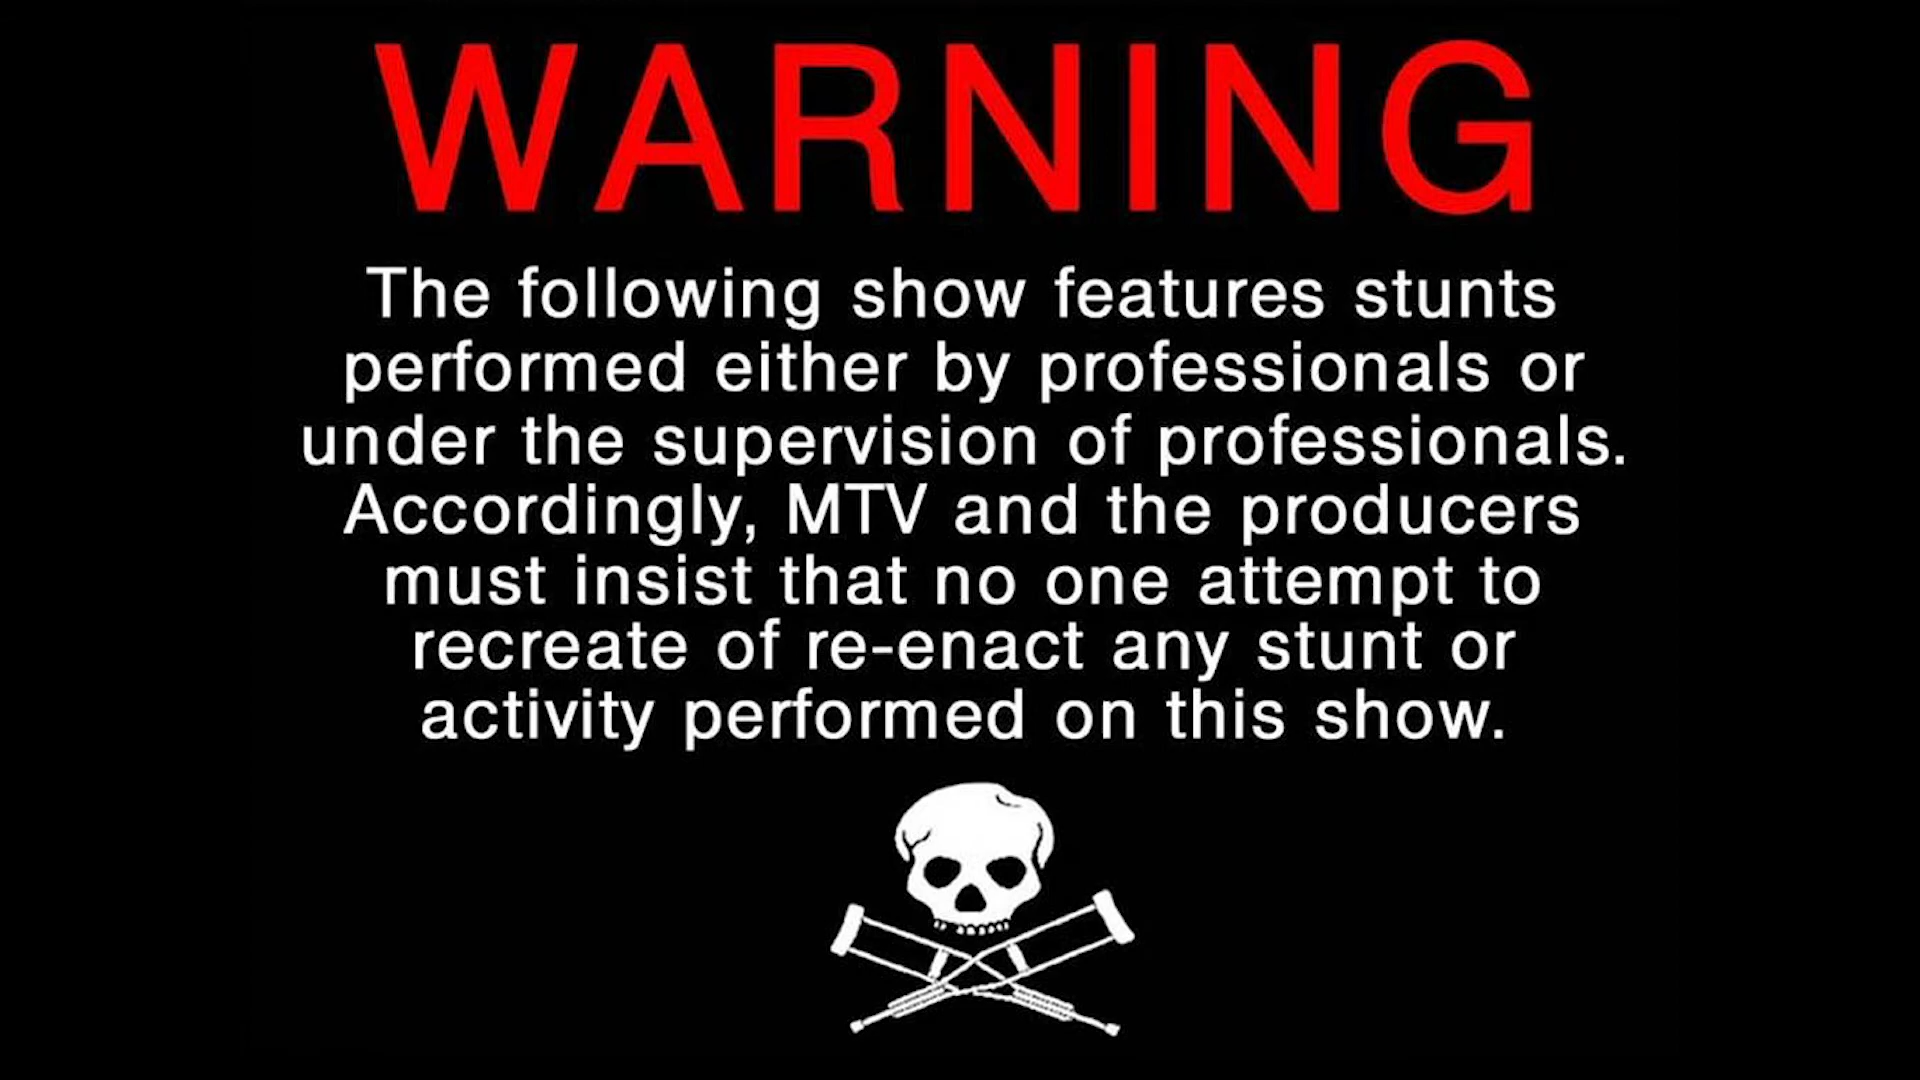 WARNING
The following show features stunts
performed either by professionals or
under the supervision of professionals.
Accordingly, MTV and the producers
must insist that no one attempt to
recreate of re-enact any stunt or
activity performed on this show.